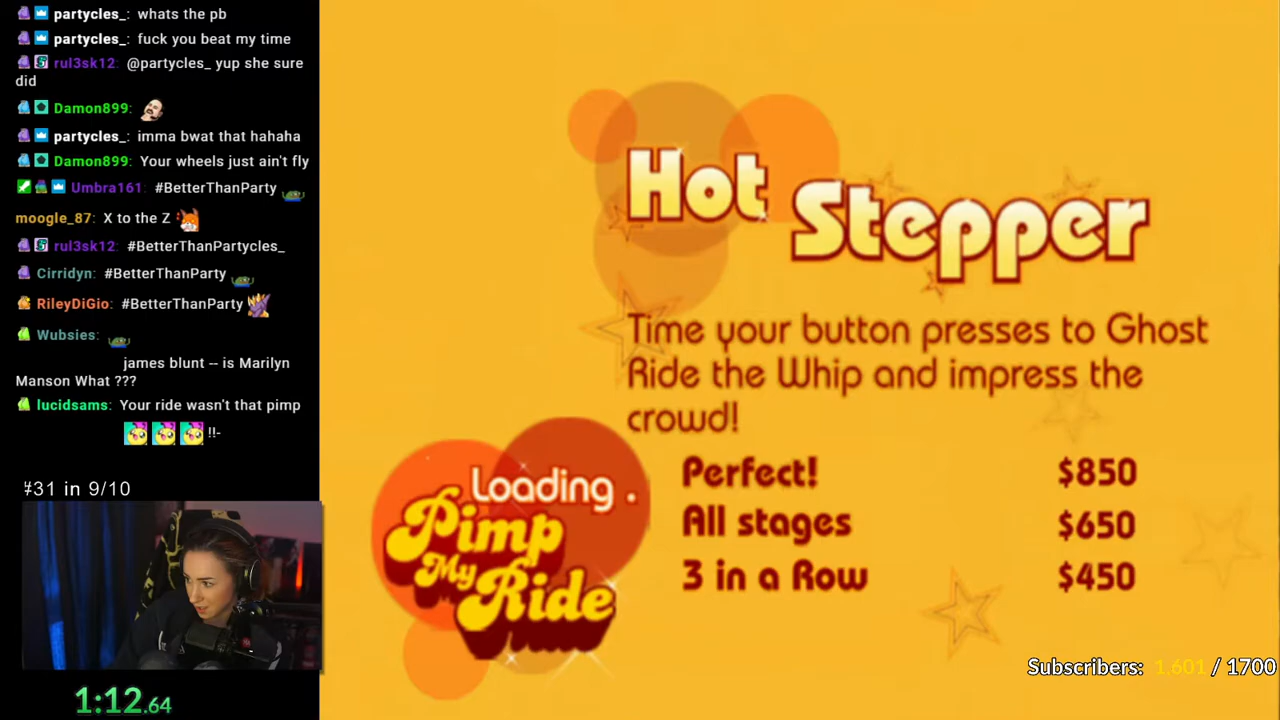 partycles_: whats the pb
partycles_: fuck you beat my time
rul3sk12: @partycles_ yup she sure
did
Damon899:
partycles_: imma bwat that hahaha
Damon899: Your wheels just ain't fly
Umbra161: #BetterThanParty
moogle_87: X to the Z
rul3sk12: #BetterThanPartycles_
Cirridyn: #BetterThanParty
RileyDiGio: #BetterThanParty
Wubsies:
james blunt -- is Marilyn
Manson What ???
lucidsams: Your ride wasn't that pimp
!!-
#31 in 9/10
1:12.64
Hot Stepper
Time your button presses to Ghost
Ride the Whip and impress the
crowd!
Perfect! $850
All stages $650
3 in a Row $450
Loading .
Pimp
My
Ride
Subscribers: 1,601 / 1700